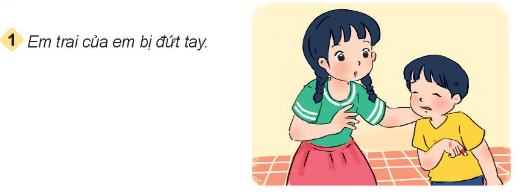 1 Em trai của em bị đứt tay.